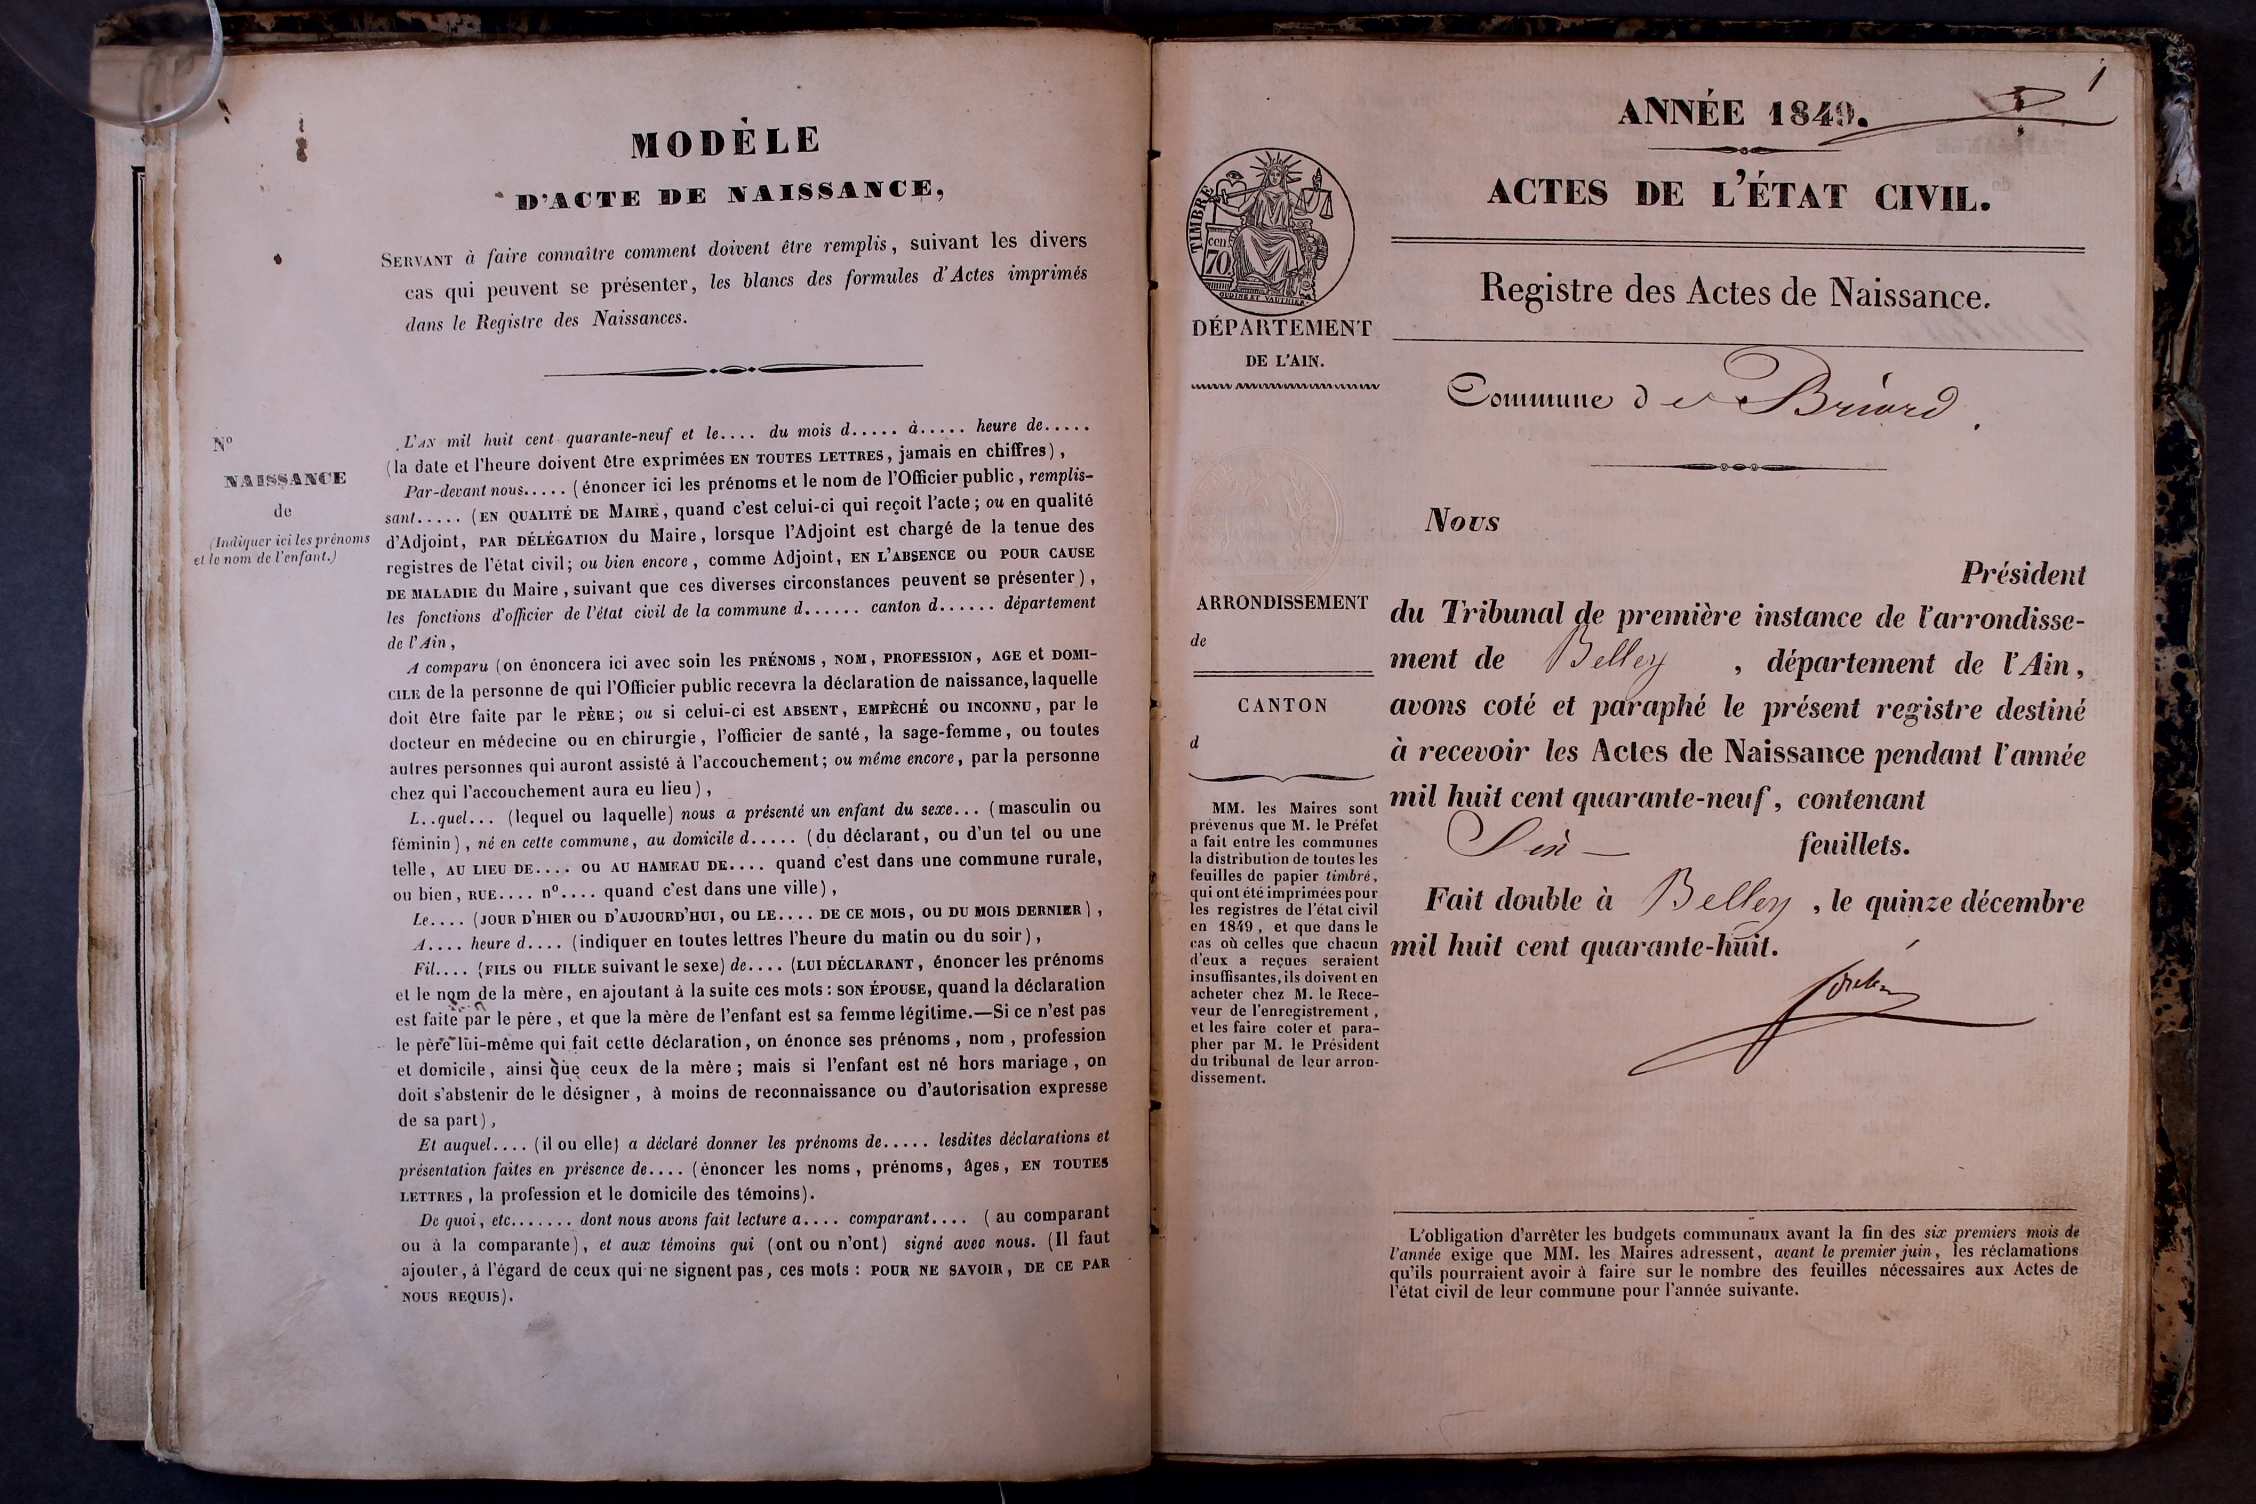 MODÈLE
D'ACTE DE NAISSANCE,
SERVANT à faire connaître comment doivent être remplis, suivant les divers
cas qui peuvent se présenter, les blancs des formules d'Actes imprimés
dans le Registre des Naissances.
N°
NAISSANCE
de
(Indiquer ici les prénoms
et le nom de l'enfant.)
L'AN mil huit cent quarante-neuf et le.... du mois d..... à..... heure de.....
(la date et l'heure doivent être exprimées EN TOUTES LETTRES, jamais en chiffres),
Par-devant nous..... (énoncer ici les prénoms et le nom de l'Officier public, remplis-
sant..... (EN QUALITÉ DE MAIRE, quand c'est celui-ci qui reçoit l'acte; ou en qualité
d'Adjoint, PAR DÉLÉGATION du Maire, lorsque l'Adjoint est chargé de la tenue des
registres de l'état civil; ou bien encore, comme Adjoint, EN L'ABSENCE ou POUR CAUSE
DE MALADIE du Maire, suivant que ces diverses circonstances peuvent se présenter),
les fonctions d'officier de l'état civil de la commune d...... canton d...... département
de l'Ain,
A comparu (on énoncera ici avec soin les PRÉNOMS, NOM, PROFESSION, AGE et DOMI-
CILE de la personne de qui l'Officier public recevra la déclaration de naissance, laquelle
doit être faite par le PÈRE; ou si celui-ci est ABSENT, EMPÊCHÉ ou INCONNU, par le
docteur en médecine ou en chirurgie, l'officier de santé, la sage-femme, ou toutes
autres personnes qui auront assisté à l'accouchement; ou même encore, par la personne
chez qui l'accouchement aura eu lieu),
L..quel... (lequel ou laquelle) nous a présenté un enfant du sexe... (masculin ou
féminin), né en cette commune, au domicile d..... (du déclarant, ou d'un tel ou une
telle, AU LIEU DE.... ou AU HAMEAU DE.... quand c'est dans une commune rurale,
ou bien, RUE.... n°.... quand c'est dans une ville),
Le.... (JOUR D'HIER ou D'AUJOURD'HUI, ou LE.... DE CE MOIS, ou DU MOIS DERNIER),
A.... heure d.... (indiquer en toutes lettres l'heure du matin ou du soir),
Fil.... (FILS ou FILLE suivant le sexe) de.... (LUI DÉCLARANT, énoncer les prénoms
et le nom de la mère, en ajoutant à la suite ces mots: SON ÉPOUSE, quand la déclaration
est faite par le père, et que la mère de l'enfant est sa femme légitime.—Si ce n'est pas
le père lui-même qui fait cette déclaration, on énonce ses prénoms, nom, profession
et domicile, ainsi que ceux de la mère; mais si l'enfant est né hors mariage, on
doit s'abstenir de le désigner, à moins de reconnaissance ou d'autorisation expresse
de sa part),
Et auquel.... (il ou elle) a déclaré donner les prénoms de..... lesdites déclarations et
présentation faites en présence de.... (énoncer les noms, prénoms, âges, EN TOUTES
LETTRES, la profession et le domicile des témoins).
De quoi, etc....... dont nous avons fait lecture a.... comparant.... (au comparant
ou à la comparante), et aux témoins qui (ont ou n'ont) signé avec nous. (Il faut
ajouter, à l'égard de ceux qui ne signent pas, ces mots: POUR NE SAVOIR, DE CE PAR
NOUS REQUIS).
1
ANNÉE 1849.
ACTES DE L'ÉTAT CIVIL.
Registre des Actes de Naissance.
TIMBRE
cen
70
OUDINE ET VAUTHIER
DÉPARTEMENT
DE L'AIN.
ARRONDISSEMENT
de
CANTON
d
MM. les Maires sont
prévenus que M. le Préfet
a fait entre les communes
la distribution de toutes les
feuilles de papier timbré,
qui ont été imprimées pour
les registres de l'état civil
en 1849, et que dans le
cas où celles que chacun
d'eux a reçues seraient
insuffisantes, ils doivent en
acheter chez M. le Rece-
veur de l'enregistrement,
et les faire coter et para-
pher par M. le Président
du tribunal de leur arron-
dissement.
Commune de Briord.
Nous
Président
du Tribunal de première instance de l'arrondisse-
ment de Belley, département de l'Ain,
avons coté et paraphé le présent registre destiné
à recevoir les Actes de Naissance pendant l'année
mil huit cent quarante-neuf, contenant
feuillets.
Fait double à Belley, le quinze décembre
mil huit cent quarante-huit.
L'obligation d'arrêter les budgets communaux avant la fin des six premiers mois de
l'année exige que MM. les Maires adressent, avant le premier juin, les réclamations
qu'ils pourraient avoir à faire sur le nombre des feuilles nécessaires aux Actes de
l'état civil de leur commune pour l'année suivante.